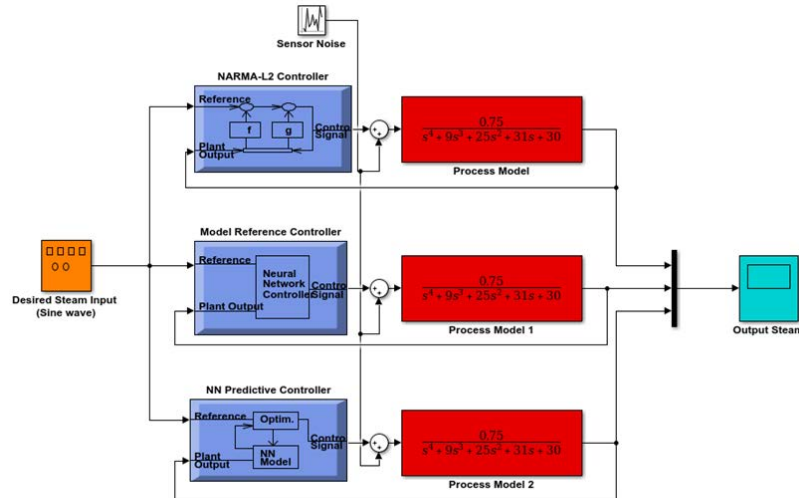 Sensor Noise
NARMA-L2 Controller
Reference
f
g
Contro
Signal
Plant
Output
0.75
s⁴ + 9s³ + 25s² + 31s + 30
Process Model
Desired Steam Input
(Sine wave)
Model Reference Controller
Reference
Neural
Network
Controller
Contro
Signal
Plant Output
0.75
s⁴ + 9s³ + 25s² + 31s + 30
Process Model 1
Output Steam
NN Predictive Controller
Reference
Optim.
NN
Model
Contro
Signal
Plant
Output
0.75
s⁴ + 9s³ + 25s² + 31s + 30
Process Model 2